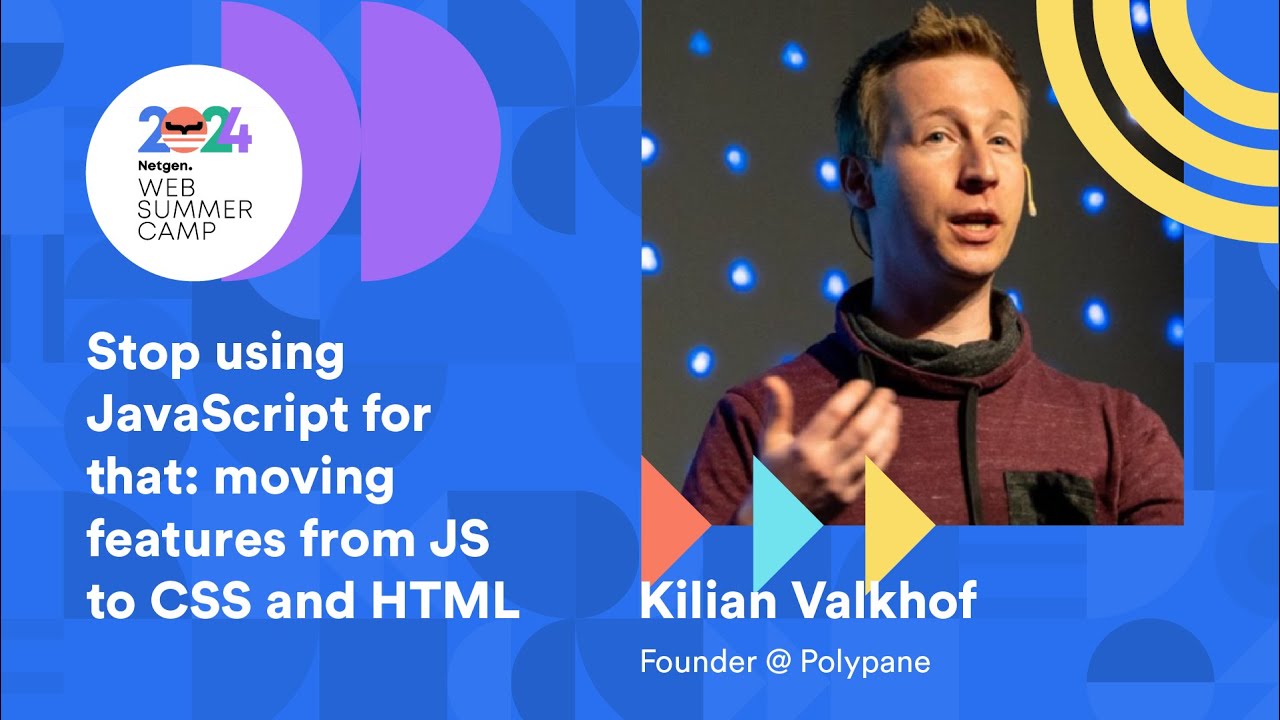 2024
Netgen.
WEB
SUMMER
CAMP
Stop using
JavaScript for
that: moving
features from JS
to CSS and HTML
Kilian Valkhof
Founder @ Polypane